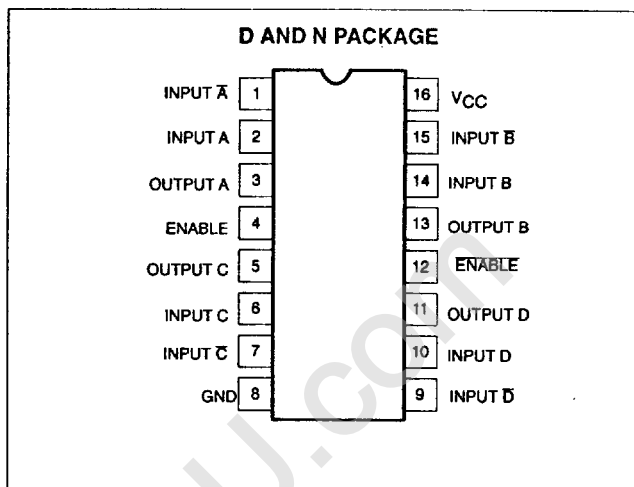 D AND N PACKAGE
INPUT A̅ 1
INPUT A 2
OUTPUT A 3
ENABLE 4
OUTPUT C 5
INPUT C 6
INPUT C̅ 7
GND 8
16 VCC
15 INPUT B̅
14 INPUT B
13 OUTPUT B
12 E̅N̅A̅B̅L̅E̅
11 OUTPUT D
10 INPUT D
9 INPUT D̅
U.com